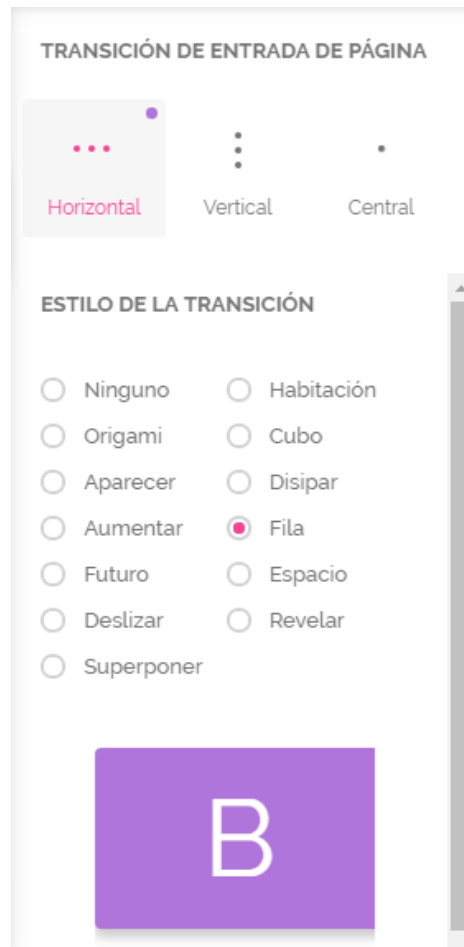 TRANSICIÓN DE ENTRADA DE PÁGINA
Horizontal Vertical Central
ESTILO DE LA TRANSICIÓN
Ninguno Habitación
Origami Cubo
Aparecer Disipar
Aumentar Fila
Futuro Espacio
Deslizar Revelar
Superponer
B